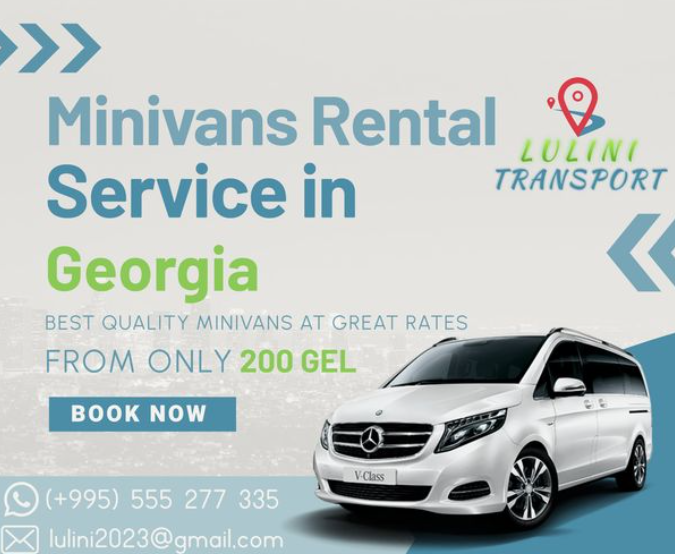 Minivans Rental
Service in
Georgia
LULINI
TRANSPORT
BEST QUALITY MINIVANS AT GREAT RATES
FROM ONLY 200 GEL
BOOK NOW
V-Class
(+995) 555 277 335
lulini2023@gmail.com